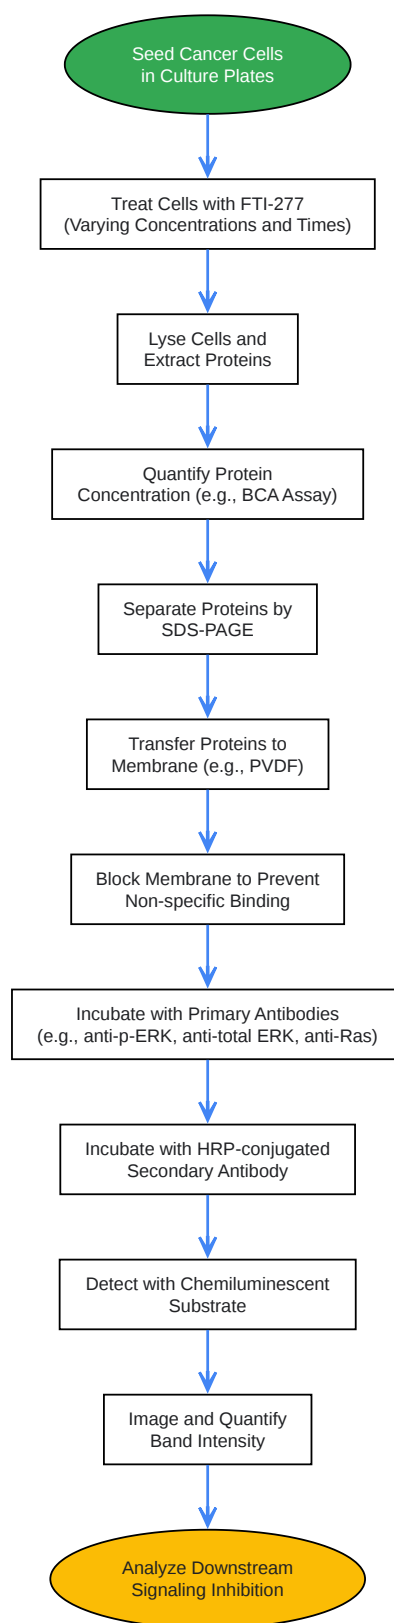 Seed Cancer Cells
in Culture Plates
Treat Cells with FTI-277
(Varying Concentrations and Times)
Lyse Cells and
Extract Proteins
Quantify Protein
Concentration (e.g., BCA Assay)
Separate Proteins by
SDS-PAGE
Transfer Proteins to
Membrane (e.g., PVDF)
Block Membrane to Prevent
Non-specific Binding
Incubate with Primary Antibodies
(e.g., anti-p-ERK, anti-total ERK, anti-Ras)
Incubate with HRP-conjugated
Secondary Antibody
Detect with Chemiluminescent
Substrate
Image and Quantify
Band Intensity
Analyze Downstream
Signaling Inhibition